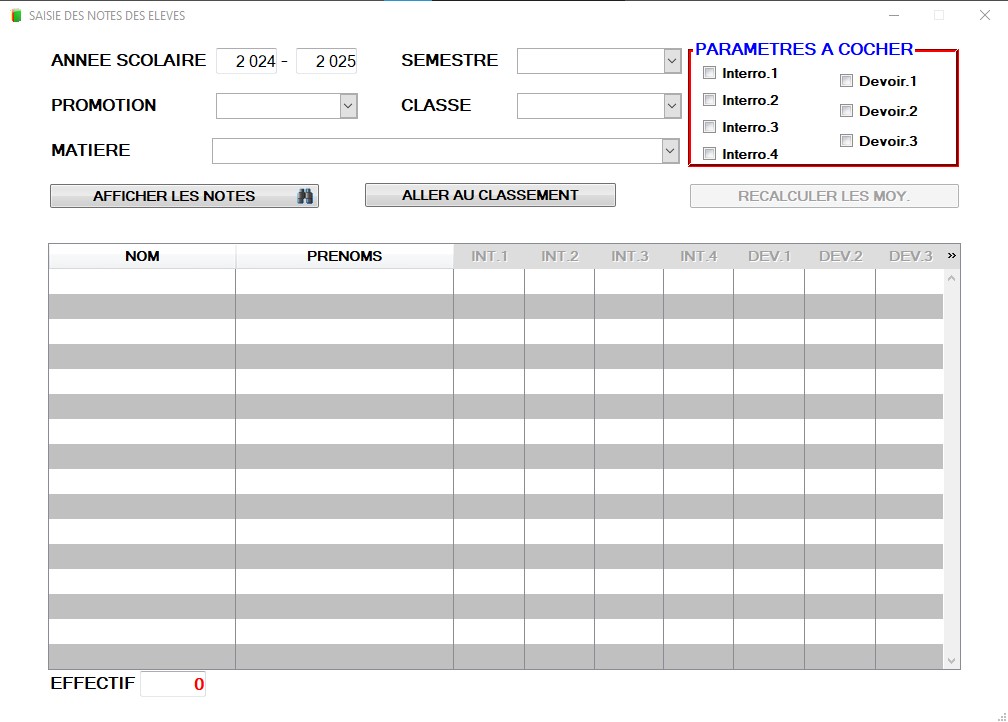 SAISIE DES NOTES DES ELEVES
ANNEE SCOLAIRE 2 024 - 2 025 SEMESTRE
PROMOTION CLASSE
MATIERE
PARAMETRES A COCHER
Interro.1
Interro.2
Interro.3
Interro.4
Devoir.1
Devoir.2
Devoir.3
AFFICHER LES NOTES ALLER AU CLASSEMENT RECALCULER LES MOY.
NOM PRENOMS INT.1 INT.2 INT.3 INT.4 DEV.1 DEV.2 DEV.3 »
EFFECTIF 0